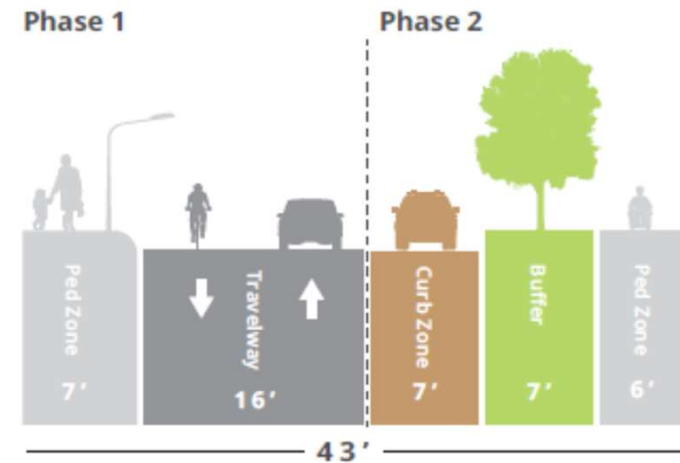 Phase 1
Phase 2
Ped Zone
7'
Travelway
16'
Curb Zone
7'
Buffer
7'
Ped Zone
6'
43'